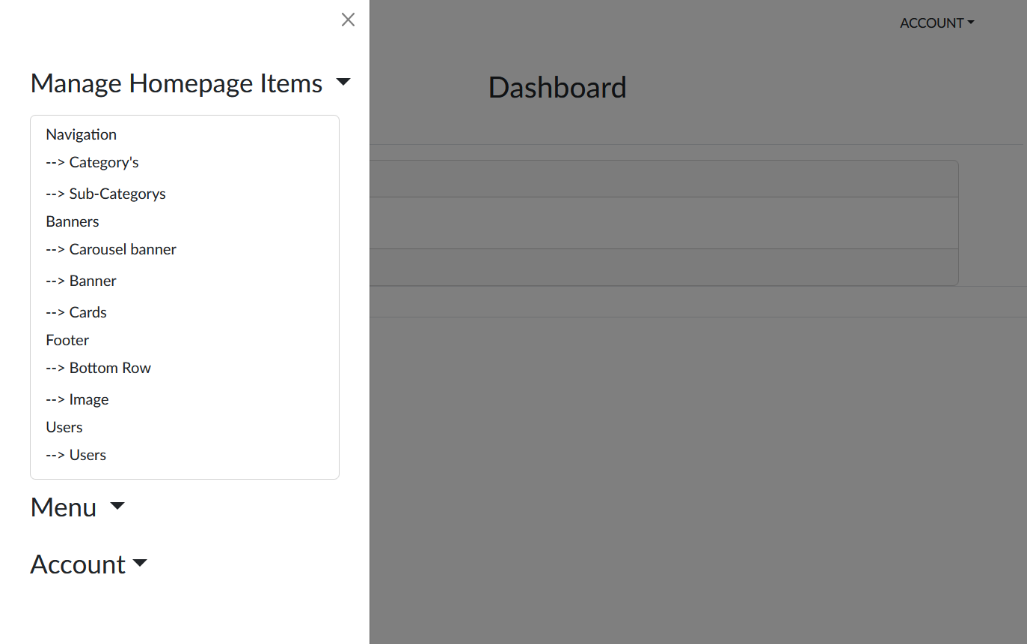 ACCOUNT
Manage Homepage Items
Dashboard
Navigation
--> Category's
--> Sub-Categorys
Banners
--> Carousel banner
--> Banner
--> Cards
Footer
--> Bottom Row
--> Image
Users
--> Users
Menu
Account